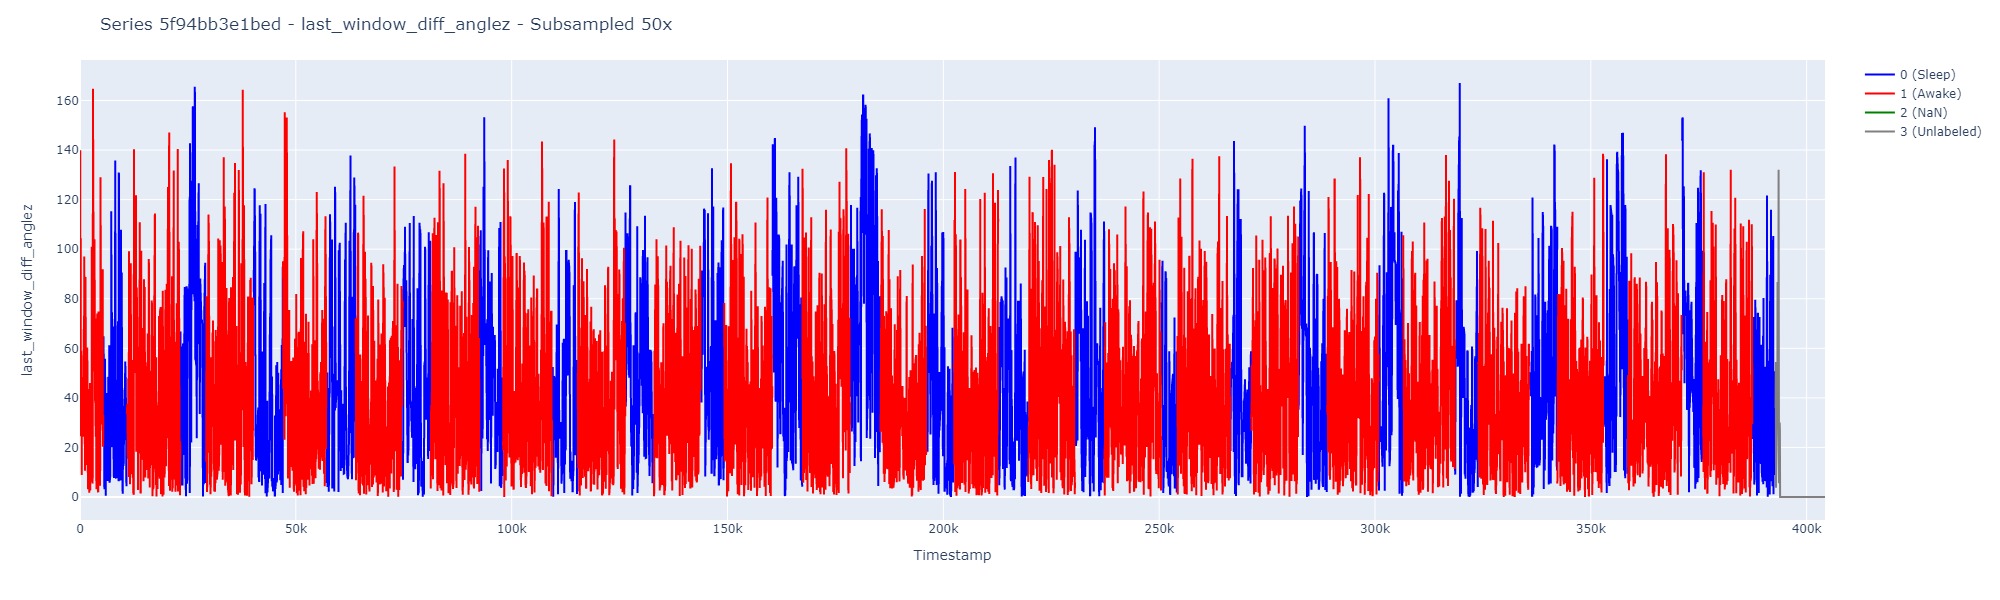 Series 5f94bb3e1bed - last_window_diff_anglez - Subsampled 50x
0 (Sleep)
1 (Awake)
2 (NaN)
3 (Unlabeled)
last_window_diff_anglez
160
140
120
100
80
60
40
20
0
0 50k 100k 150k 200k 250k 300k 350k 400k
Timestamp